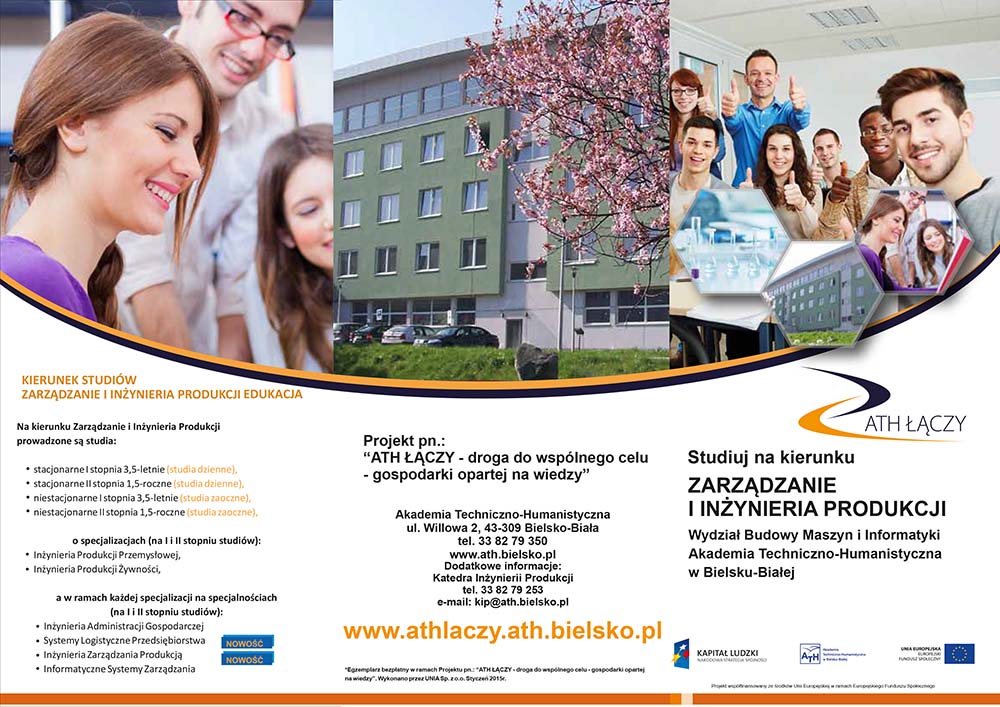 KIERUNEK STUDIÓW
ZARZĄDZANIE I INŻYNIERIA PRODUKCJI EDUKACJA
Na kierunku Zarządzanie i Inżynieria Produkcji
prowadzone są studia:
• stacjonarne I stopnia 3,5-letnie (studia dzienne),
• stacjonarne II stopnia 1,5-roczne (studia dzienne),
• niestacjonarne I stopnia 3,5-letnie (studia zaoczne),
• niestacjonarne II stopnia 1,5-roczne (studia zaoczne),
o specjalizacjach (na I i II stopniu studiów):
• Inżynieria Produkcji Przemysłowej,
• Inżynieria Produkcji Żywności,
a w ramach każdej specjalizacji na specjalnościach
(na I i II stopniu studiów):
• Inżynieria Administracji Gospodarczej
• Systemy Logistyczne Przedsiębiorstwa NOWOŚĆ
• Inżynieria Zarządzania Produkcją
• Informatyczne Systemy Zarządzania NOWOŚĆ
Projekt pn.:
“ATH ŁĄCZY - droga do wspólnego celu
- gospodarki opartej na wiedzy”
Akademia Techniczno-Humanistyczna
ul. Willowa 2, 43-309 Bielsko-Biała
tel. 33 82 79 350
www.ath.bielsko.pl
Dodatkowe informacje:
Katedra Inżynierii Produkcji
tel. 33 82 79 253
e-mail: kip@ath.bielsko.pl
www.athlaczy.ath.bielsko.pl
*Egzemplarz bezpłatny w ramach Projektu pn.: “ATH ŁĄCZY - droga do wspólnego celu - gospodarki opartej
na wiedzy”. Wykonano przez UNIA Sp. z o.o. Styczeń 2015r.
ATH ŁĄCZY
Studiuj na kierunku
ZARZĄDZANIE
I INŻYNIERIA PRODUKCJI
Wydział Budowy Maszyn i Informatyki
Akademia Techniczno-Humanistyczna
w Bielsku-Białej
KAPITAŁ LUDZKI
NARODOWA STRATEGIA SPÓJNOŚCI
ATH
Akademia
Techniczno-Humanistyczna
w Bielsku-Białej
UNIA EUROPEJSKA
EUROPEJSKI
FUNDUSZ SPOŁECZNY
Projekt współfinansowany ze środków Unii Europejskiej w ramach Europejskiego Funduszu Społecznego